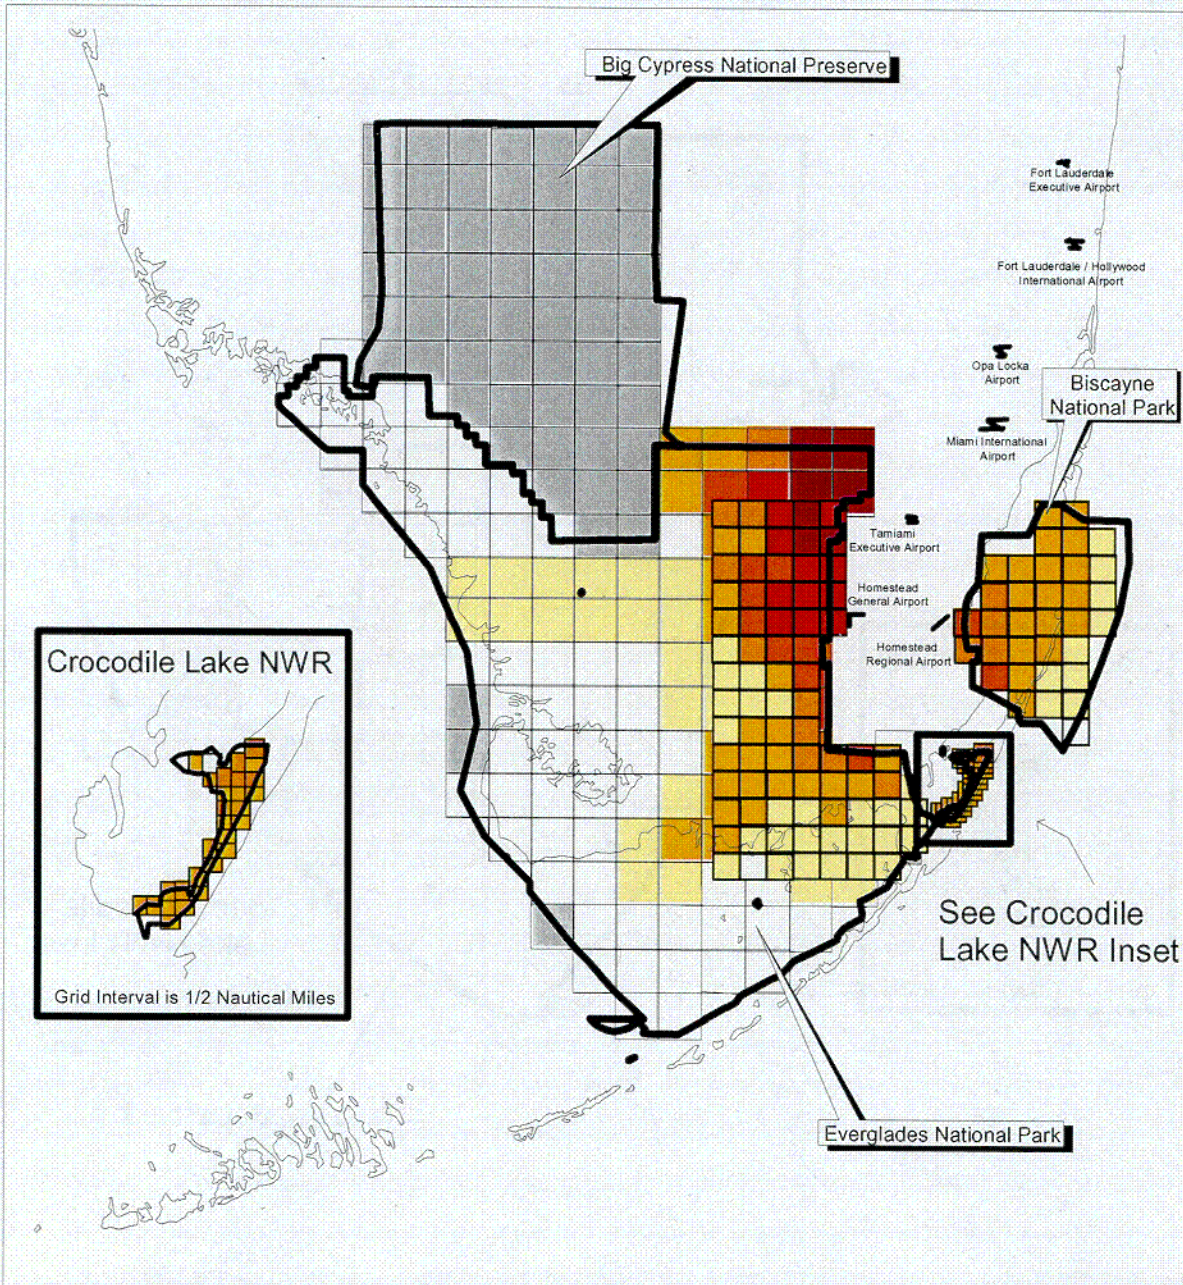 Big Cypress National Preserve
Fort Lauderdale
Executive Airport
Fort Lauderdale / Hollywood
International Airport
Opa Locka
Airport
Biscayne
National Park
Miami International
Airport
Tamiami
Executive Airport
Homestead
General Airport
Homestead
Regional Airport
Crocodile Lake NWR
Grid Interval is 1/2 Nautical Miles
See Crocodile
Lake NWR Inset
Everglades National Park